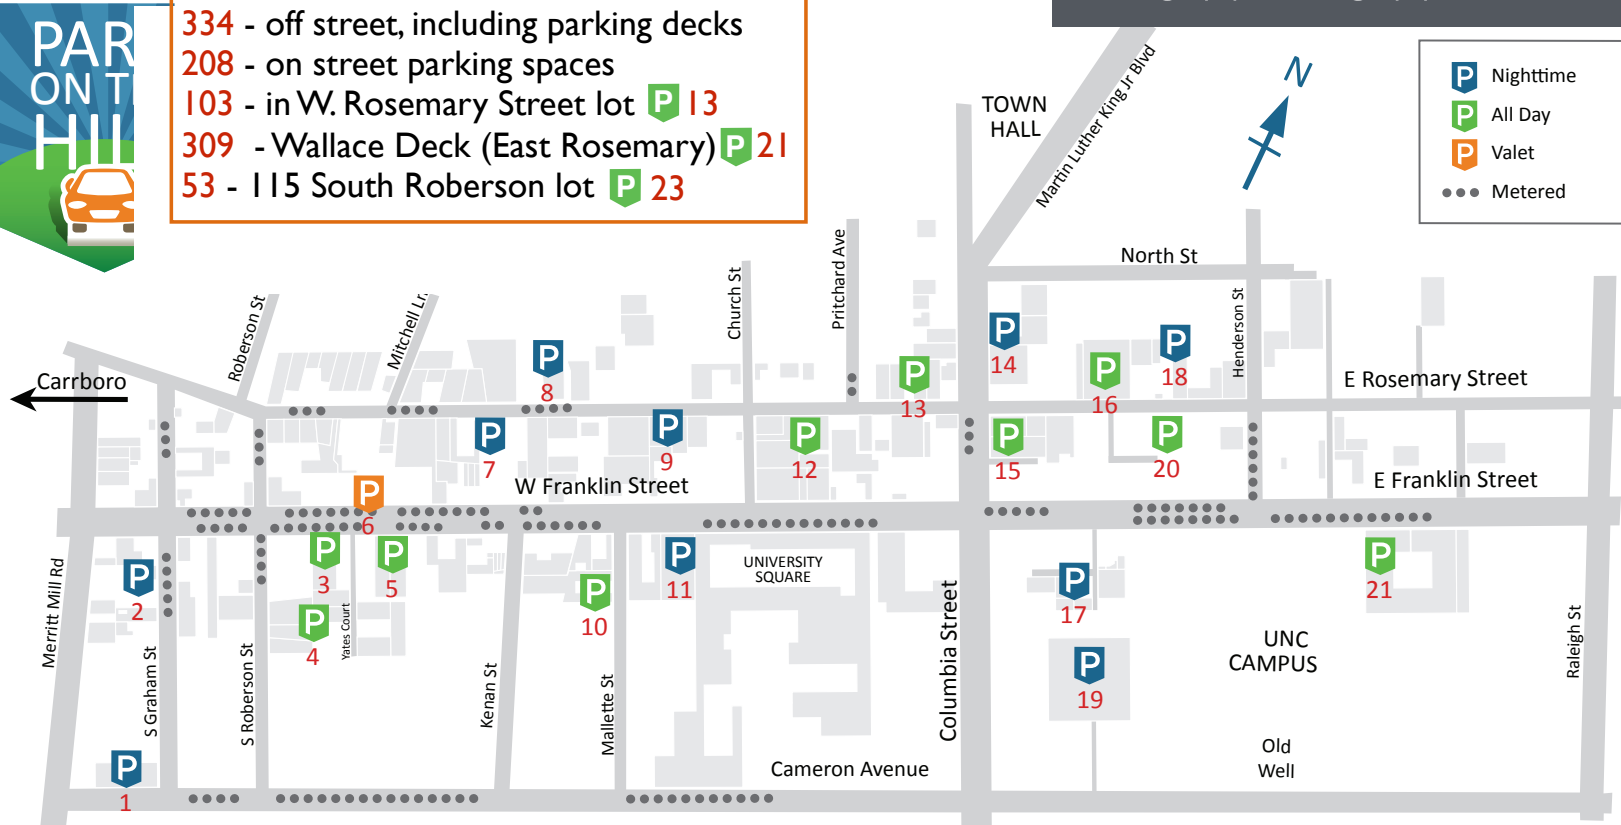 PAR
ON T
HIL
334 - off street, including parking decks
208 - on street parking spaces
103 - in W. Rosemary Street lot P 13
309 - Wallace Deck (East Rosemary) P 21
53 - 115 South Roberson lot P 23
P Nighttime
P All Day
P Valet
Metered
N
TOWN
HALL
Martin Luther King Jr Blvd
North St
Pritchard Ave
Church St
Henderson St
Roberson St
Mitchell Ln
Carrboro
E Rosemary Street
P
8
P
14
P
18
P
16
P
13
P
7
P
9
P
12
P
15
P
20
W Franklin Street
E Franklin Street
P
6
P
3
P
5
P
2
P
4
P
10
P
11
UNIVERSITY
SQUARE
P
17
P
21
P
19
UNC
CAMPUS
Merritt Mill Rd
S Graham St
S Roberson St
Yates Court
Kenan St
Mallette St
Columbia Street
Raleigh St
Old
Well
P
1
Cameron Avenue